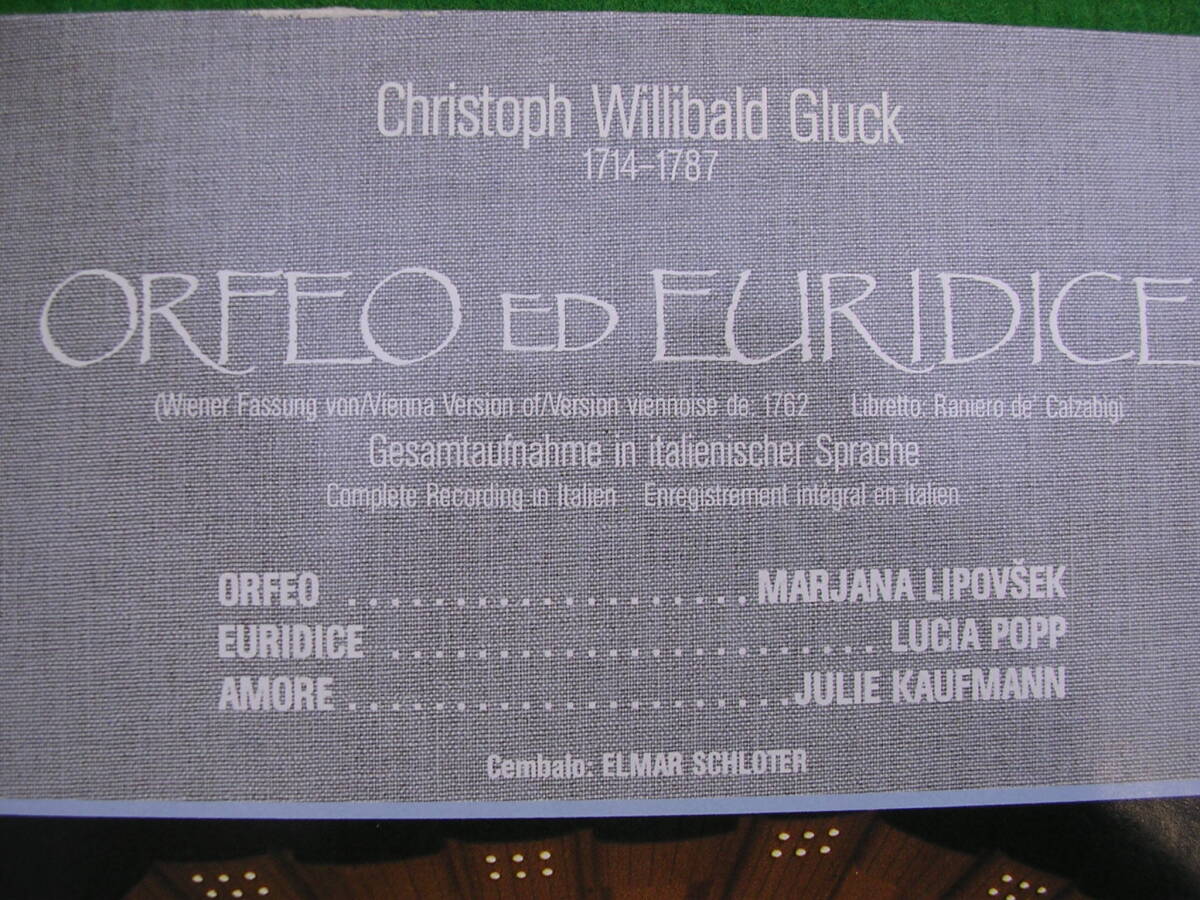 Christoph Willibald Gluck
1714–1787
ORFEO ED EURIDICE
(Wiener Fassung von/Vienna Version of/Version viennoise de 1762 Libretto: Raniero de' Calzabigi
Gesamtaufnahme in italienischer Sprache
Complete Recording in Italien Enregistrement intégral en italien
ORFEO ................... MARJANA LIPOVŠEK
EURIDICE ....................... LUCIA POPP
AMORE ..................... JULIE KAUFMANN
Cembalo: ELMAR SCHLOTER